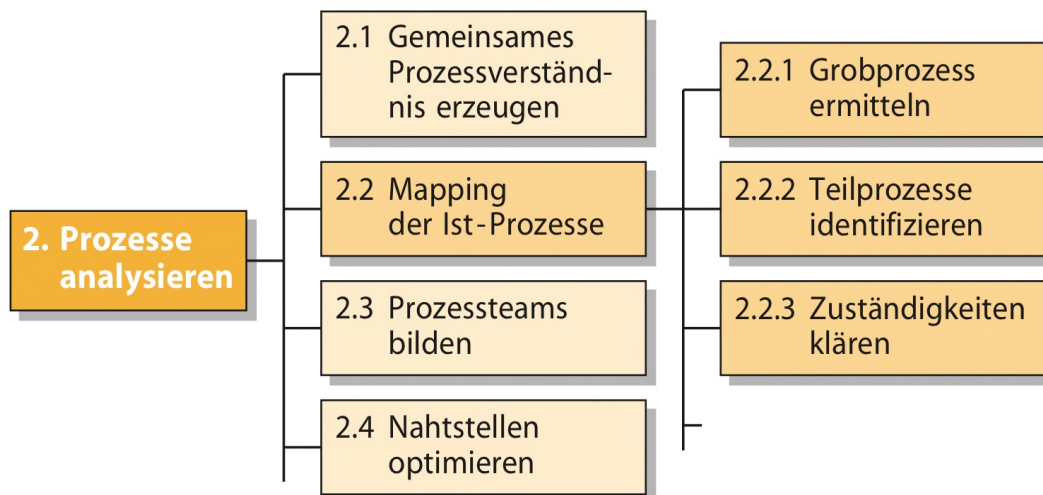 2. Prozesse
analysieren
2.1 Gemeinsames
Prozessverständ-
nis erzeugen
2.2 Mapping
der Ist-Prozesse
2.3 Prozessteams
bilden
2.4 Nahtstellen
optimieren
2.2.1 Grobprozess
ermitteln
2.2.2 Teilprozesse
identifizieren
2.2.3 Zuständigkeiten
klären